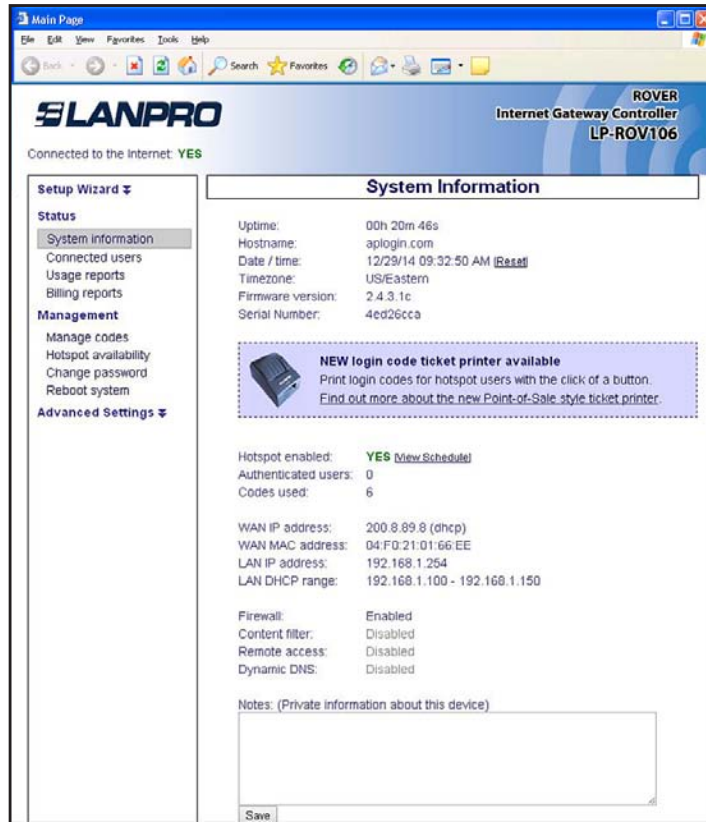 Main Page
File Edit View Favorites Tools Help
Back Search Favorites
LANPRO
ROVER
Internet Gateway Controller
LP-ROV106
Connected to the Internet: YES
Setup Wizard
Status
System information
Connected users
Usage reports
Billing reports
Management
Manage codes
Hotspot availability
Change password
Reboot system
Advanced Settings
System Information
Uptime: 00h 20m 46s
Hostname: aplogin.com
Date / time: 12/29/14 09:32:50 AM [Reset]
Timezone: US/Eastern
Firmware version: 2.4.3.1c
Serial Number: 4ed26cca
NEW login code ticket printer available
Print login codes for hotspot users with the click of a button.
Find out more about the new Point-of-Sale style ticket printer.
Hotspot enabled: YES [View Schedule]
Authenticated users: 0
Codes used: 6
WAN IP address: 200.8.89.8 (dhcp)
WAN MAC address: 04:F0:21:01:66:EE
LAN IP address: 192.168.1.254
LAN DHCP range: 192.168.1.100 - 192.168.1.150
Firewall: Enabled
Content filter: Disabled
Remote access: Disabled
Dynamic DNS: Disabled
Notes: (Private information about this device)
Save